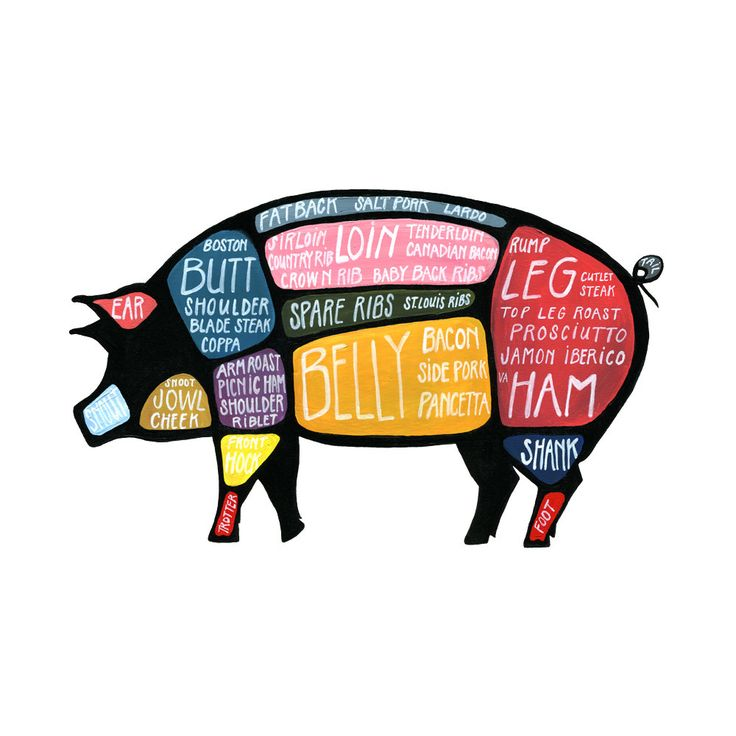 FATBACK SALT PORK LARDO
SIRLOIN LOIN TENDERLOIN
COUNTRY RIB CANADIAN BACON
CROWN RIB BABY BACK RIBS
SPARE RIBS ST.LOUIS RIBS
BOSTON
BUTT
SHOULDER
BLADE STEAK
COPPA
EAR
SNOUT
SNOOT
JOWL
CHEEK
ARM ROAST
PICNIC HAM
SHOULDER
RIBLET
FRONT
HOCK
TROTTER
BELLY
BACON
SIDE PORK
PANCETTA
RUMP
LEG CUTLET
STEAK
TOP LEG ROAST
PROSCIUTTO
JAMON IBERICO
VA HAM
SHANK
FOOT
TAIL